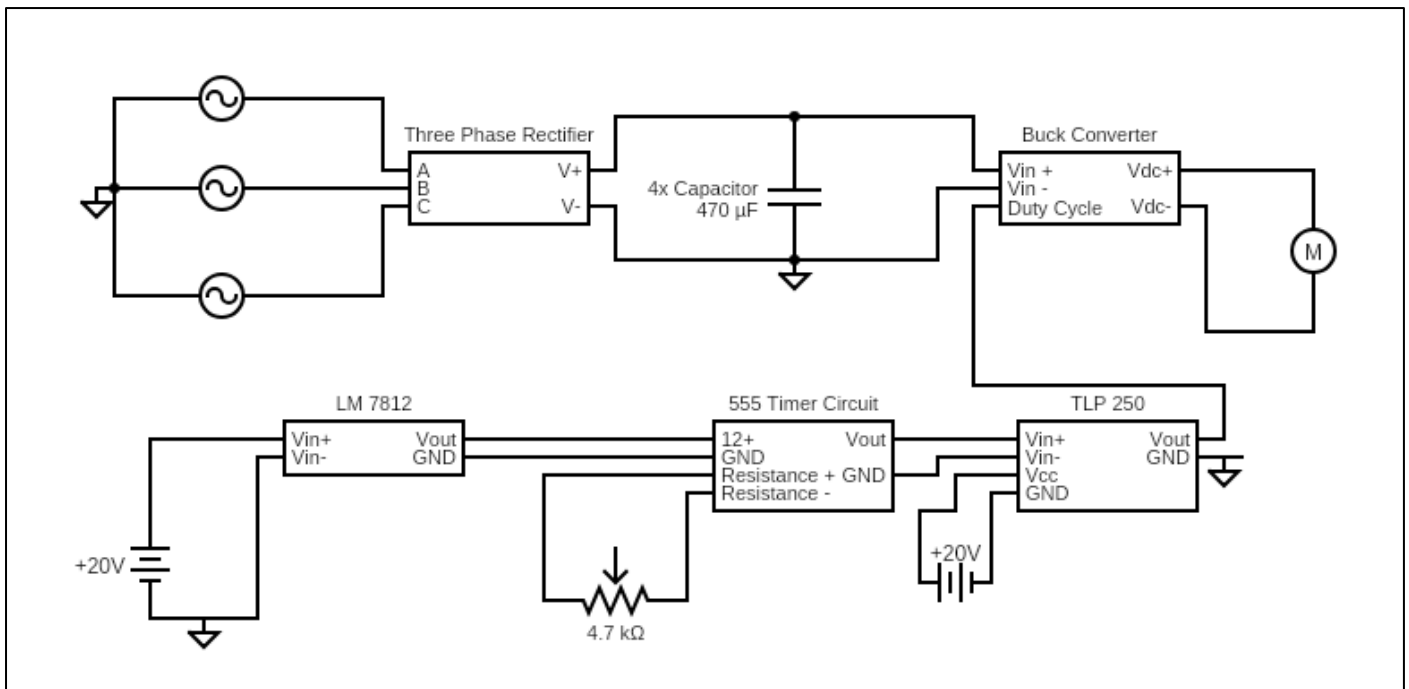 Three Phase Rectifier
A
B
C
V+
V-
4x Capacitor
470 µF
Buck Converter
Vin +
Vin -
Duty Cycle
Vdc+
Vdc-
M
LM 7812
Vin+
Vin-
Vout
GND
+20V
555 Timer Circuit
12+
GND
Resistance +
Resistance -
Vout
GND
4.7 kΩ
TLP 250
Vin+
Vin-
Vcc
GND
Vout
GND
+20V